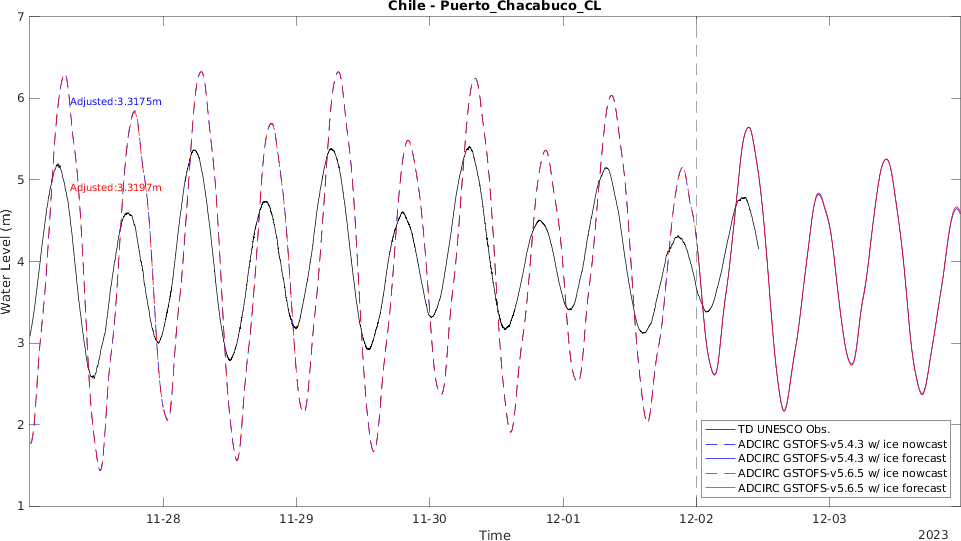 Chile - Puerto_Chacabuco_CL
7
6
5
4
3
2
1
Water Level (m)
Adjusted:3.3175m
Adjusted:3.3197m
TD UNESCO Obs.
ADCIRC GSTOFS-v5.4.3 w/ ice nowcast
ADCIRC GSTOFS-v5.4.3 w/ ice forecast
ADCIRC GSTOFS-v5.6.5 w/ ice nowcast
ADCIRC GSTOFS-v5.6.5 w/ ice forecast
11-28 11-29 11-30 12-01 12-02 12-03
Time
2023